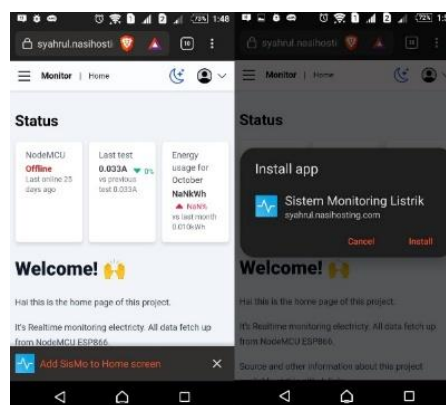 72% 1:48
syahrul.nasihosti
Monitor | Home
Status
NodeMCU
Offline
Last online 25
days ago
Last test
0.033A 0%
vs previous
test 0.033A
Energy
usage for
October
NaNkWh
NaN%
vs last month
0.010kWh
Welcome! 🙌
Hai this is the home page of this project.
It's Realtime monitoring electricty. All data fetch up
from NodeMCU ESP866.
Add SisMo to Home screen
syahrul.nasihosti
Monitor | Home
Status
Install app
Sistem Monitoring Listrik
syahrul.nasihosting.com
Cancel
Install
Welcome! 🙌
Hai this is the home page of this project.
It's Realtime monitoring electricty. All data fetch up
from NodeMCU ESP866.
Source and other information about this project